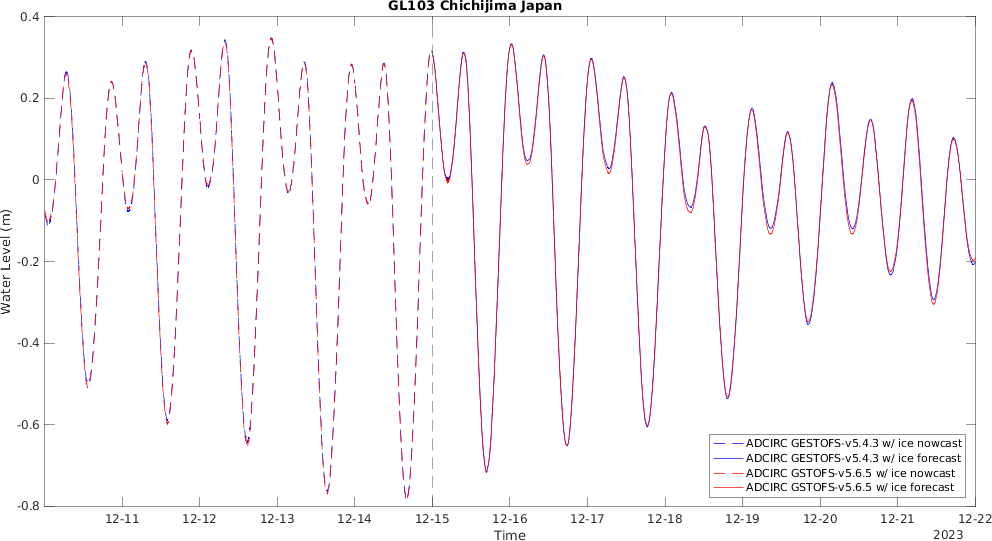 GL103 Chichijima Japan
0.4
0.2
0
-0.2
-0.4
-0.6
-0.8
Water Level (m)
12-11
12-12
12-13
12-14
12-15
12-16
12-17
12-18
12-19
12-20
12-21
12-22
Time
2023
ADCIRC GESTOFS-v5.4.3 w/ ice nowcast
ADCIRC GESTOFS-v5.4.3 w/ ice forecast
ADCIRC GSTOFS-v5.6.5 w/ ice nowcast
ADCIRC GSTOFS-v5.6.5 w/ ice forecast